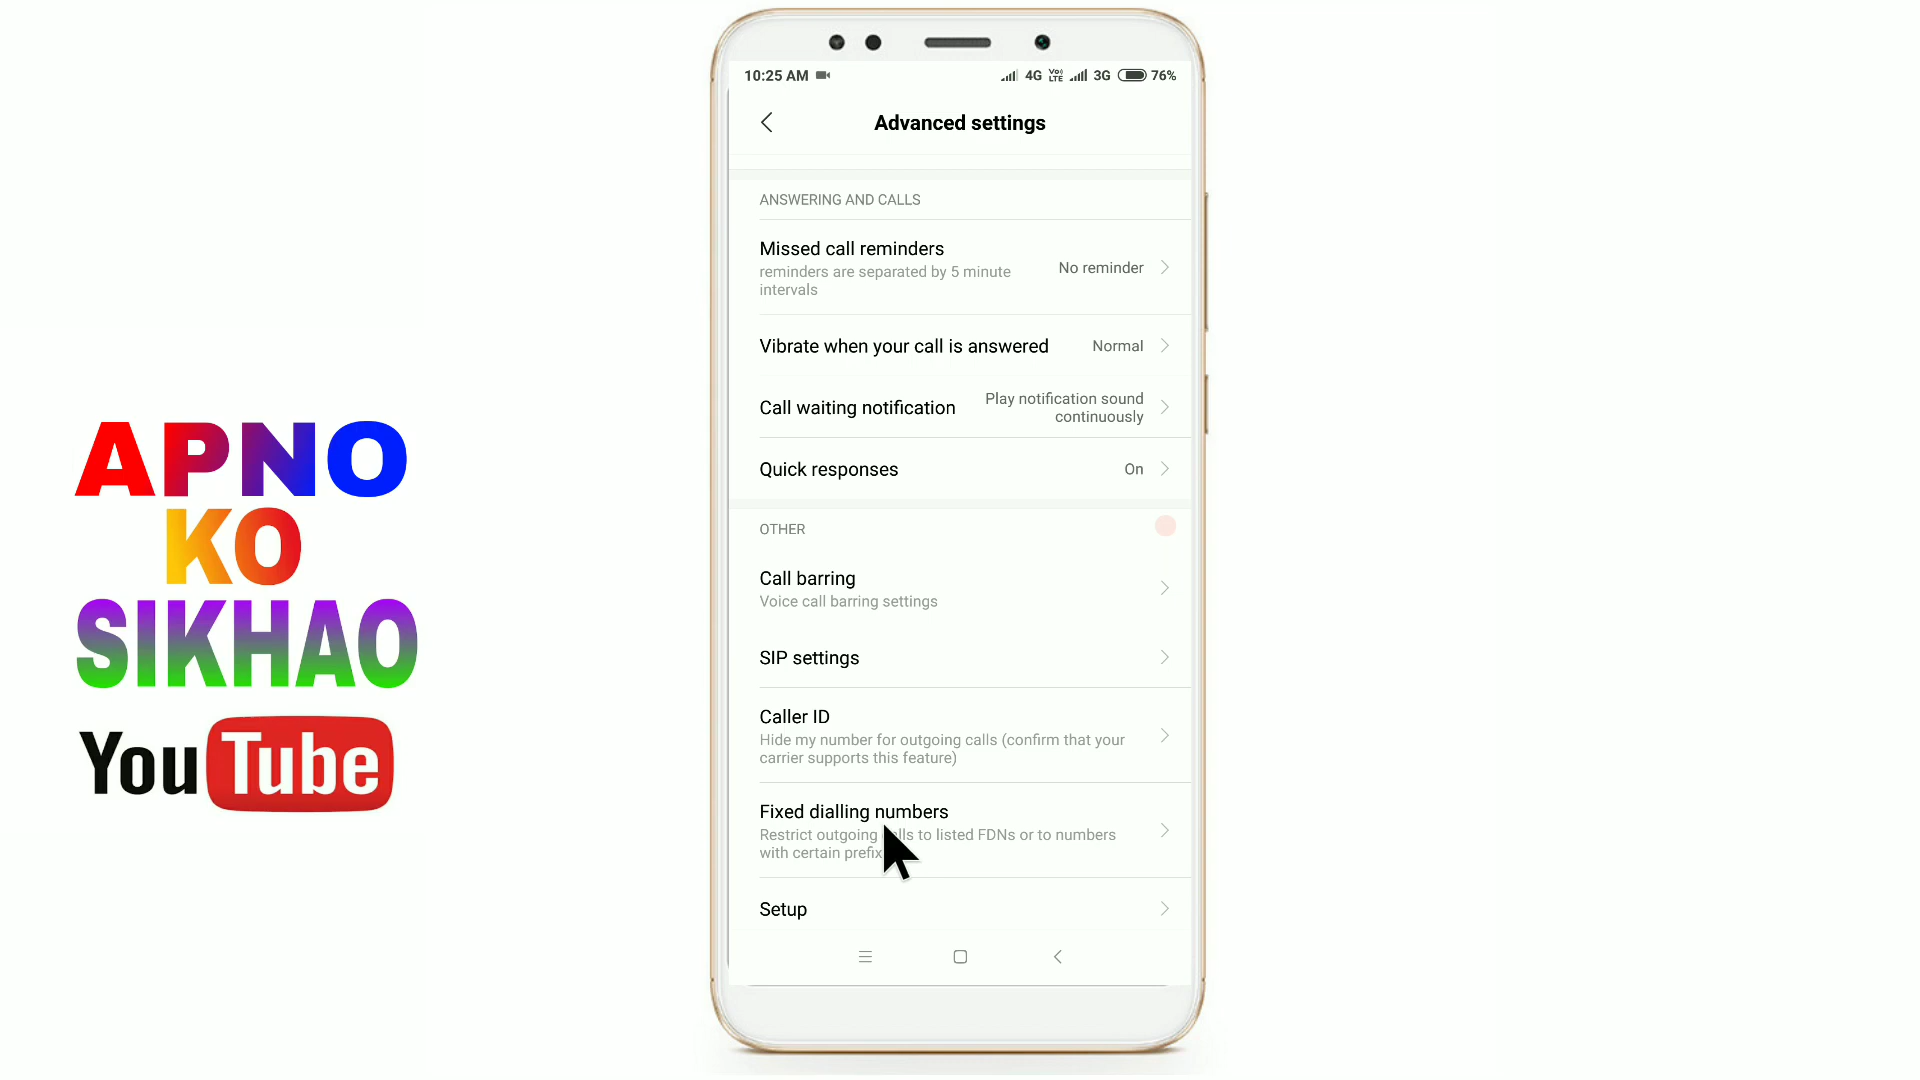 10:25 AM 4G Vo)) LTE 3G 76%
Advanced settings
ANSWERING AND CALLS
Missed call reminders
reminders are separated by 5 minute
intervals
No reminder
Vibrate when your call is answered Normal
Call waiting notification
Play notification sound
continuously
Quick responses On
OTHER
Call barring
Voice call barring settings
SIP settings
Caller ID
Hide my number for outgoing calls (confirm that your
carrier supports this feature)
Fixed dialling numbers
Restrict outgoing to listed FDNs or to numbers
with certain
Setup
APNO
KO
SIKHAO
YouTube